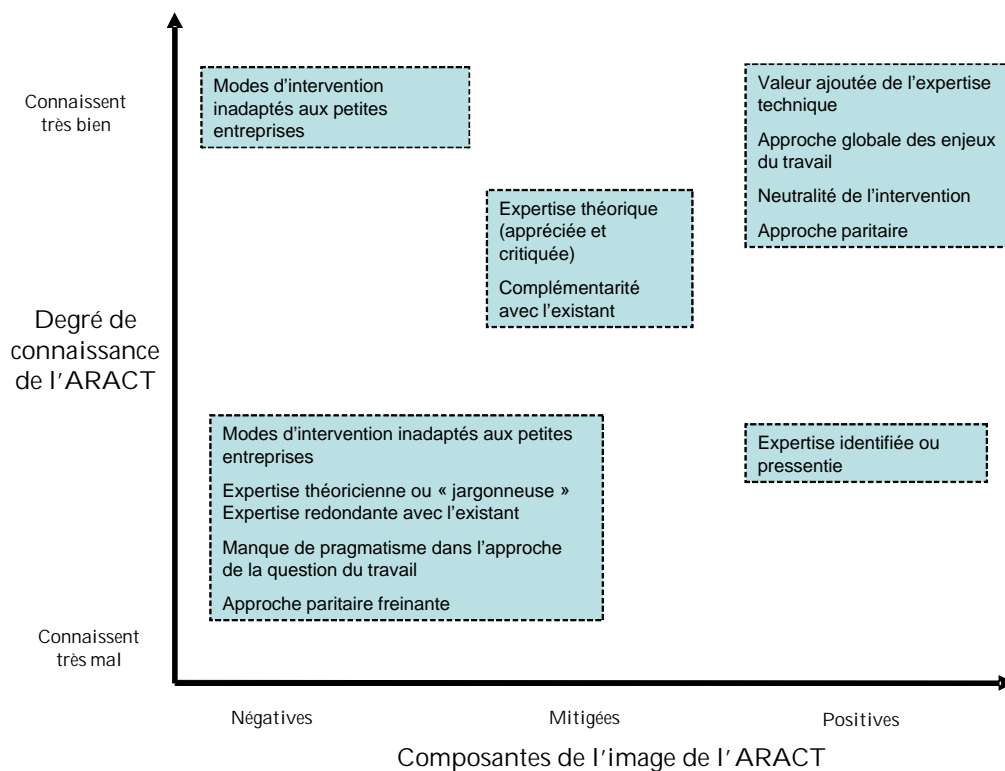 Connaissent
très bien
Modes d'intervention
inadaptés aux petites
entreprises
Valeur ajoutée de l'expertise
technique
Approche globale des enjeux
du travail
Neutralité de l'intervention
Approche paritaire
Expertise théorique
(appréciée et
critiquée)
Complémentarité
avec l'existant
Degré de
connaissance
de l'ARACT
Modes d'intervention inadaptés aux petites
entreprises
Expertise théoricienne ou « jargonneuse »
Expertise redondante avec l'existant
Manque de pragmatisme dans l'approche
de la question du travail
Approche paritaire freinante
Expertise identifiée ou
pressentie
Connaissent
très mal
Négatives
Mitigées
Positives
Composantes de l'image de l'ARACT